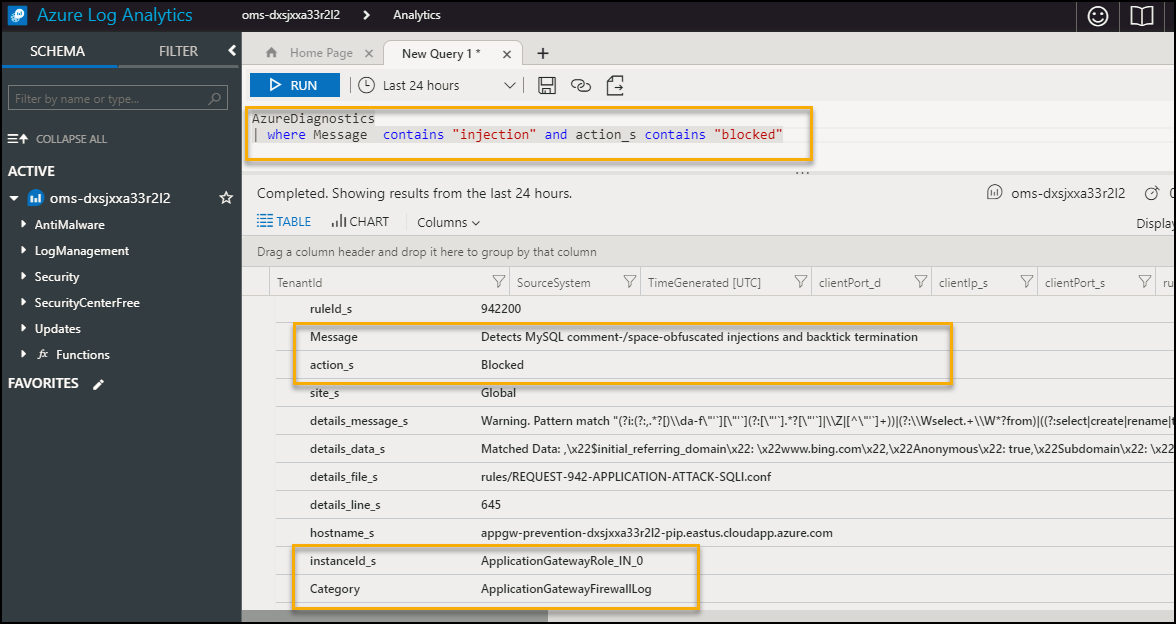 Azure Log Analytics
oms-dxsjxxa33r2l2 > Analytics
SCHEMA FILTER
Home Page
New Query 1 *
RUN
Last 24 hours
Filter by name or type...
COLLAPSE ALL
ACTIVE
oms-dxsjxxa33r2l2
AntiMalware
LogManagement
Security
SecurityCenterFree
Updates
fx Functions
FAVORITES
AzureDiagnostics
| where Message contains "injection" and action_s contains "blocked"
Completed. Showing results from the last 24 hours.
oms-dxsjxxa33r2l2
TABLE CHART Columns
Display
Drag a column header and drop it here to group by that column
TenantId SourceSystem TimeGenerated [UTC] clientPort_d clientIp_s clientPort_s ru
ruleId_s 942200
Message Detects MySQL comment-/space-obfuscated injections and backtick termination
action_s Blocked
site_s Global
details_message_s Warning. Pattern match "(?i:(?:,.*?[)\\da-f\"'`][\"'`](?:[\"'`].*?[\"'`]|\\Z|[^\"'`]+))|(?:\\Wselect.+\\W*?from)|((?:select|create|rename|t
details_data_s Matched Data: ,\x22$initial_referring_domain\x22: \x22www.bing.com\x22,\x22Anonymous\x22: true,\x22Subdomain\x22: \x22
details_file_s rules/REQUEST-942-APPLICATION-ATTACK-SQLI.conf
details_line_s 645
hostname_s appgw-prevention-dxsjxxa33r2l2-pip.eastus.cloudapp.azure.com
instanceId_s ApplicationGatewayRole_IN_0
Category ApplicationGatewayFirewallLog